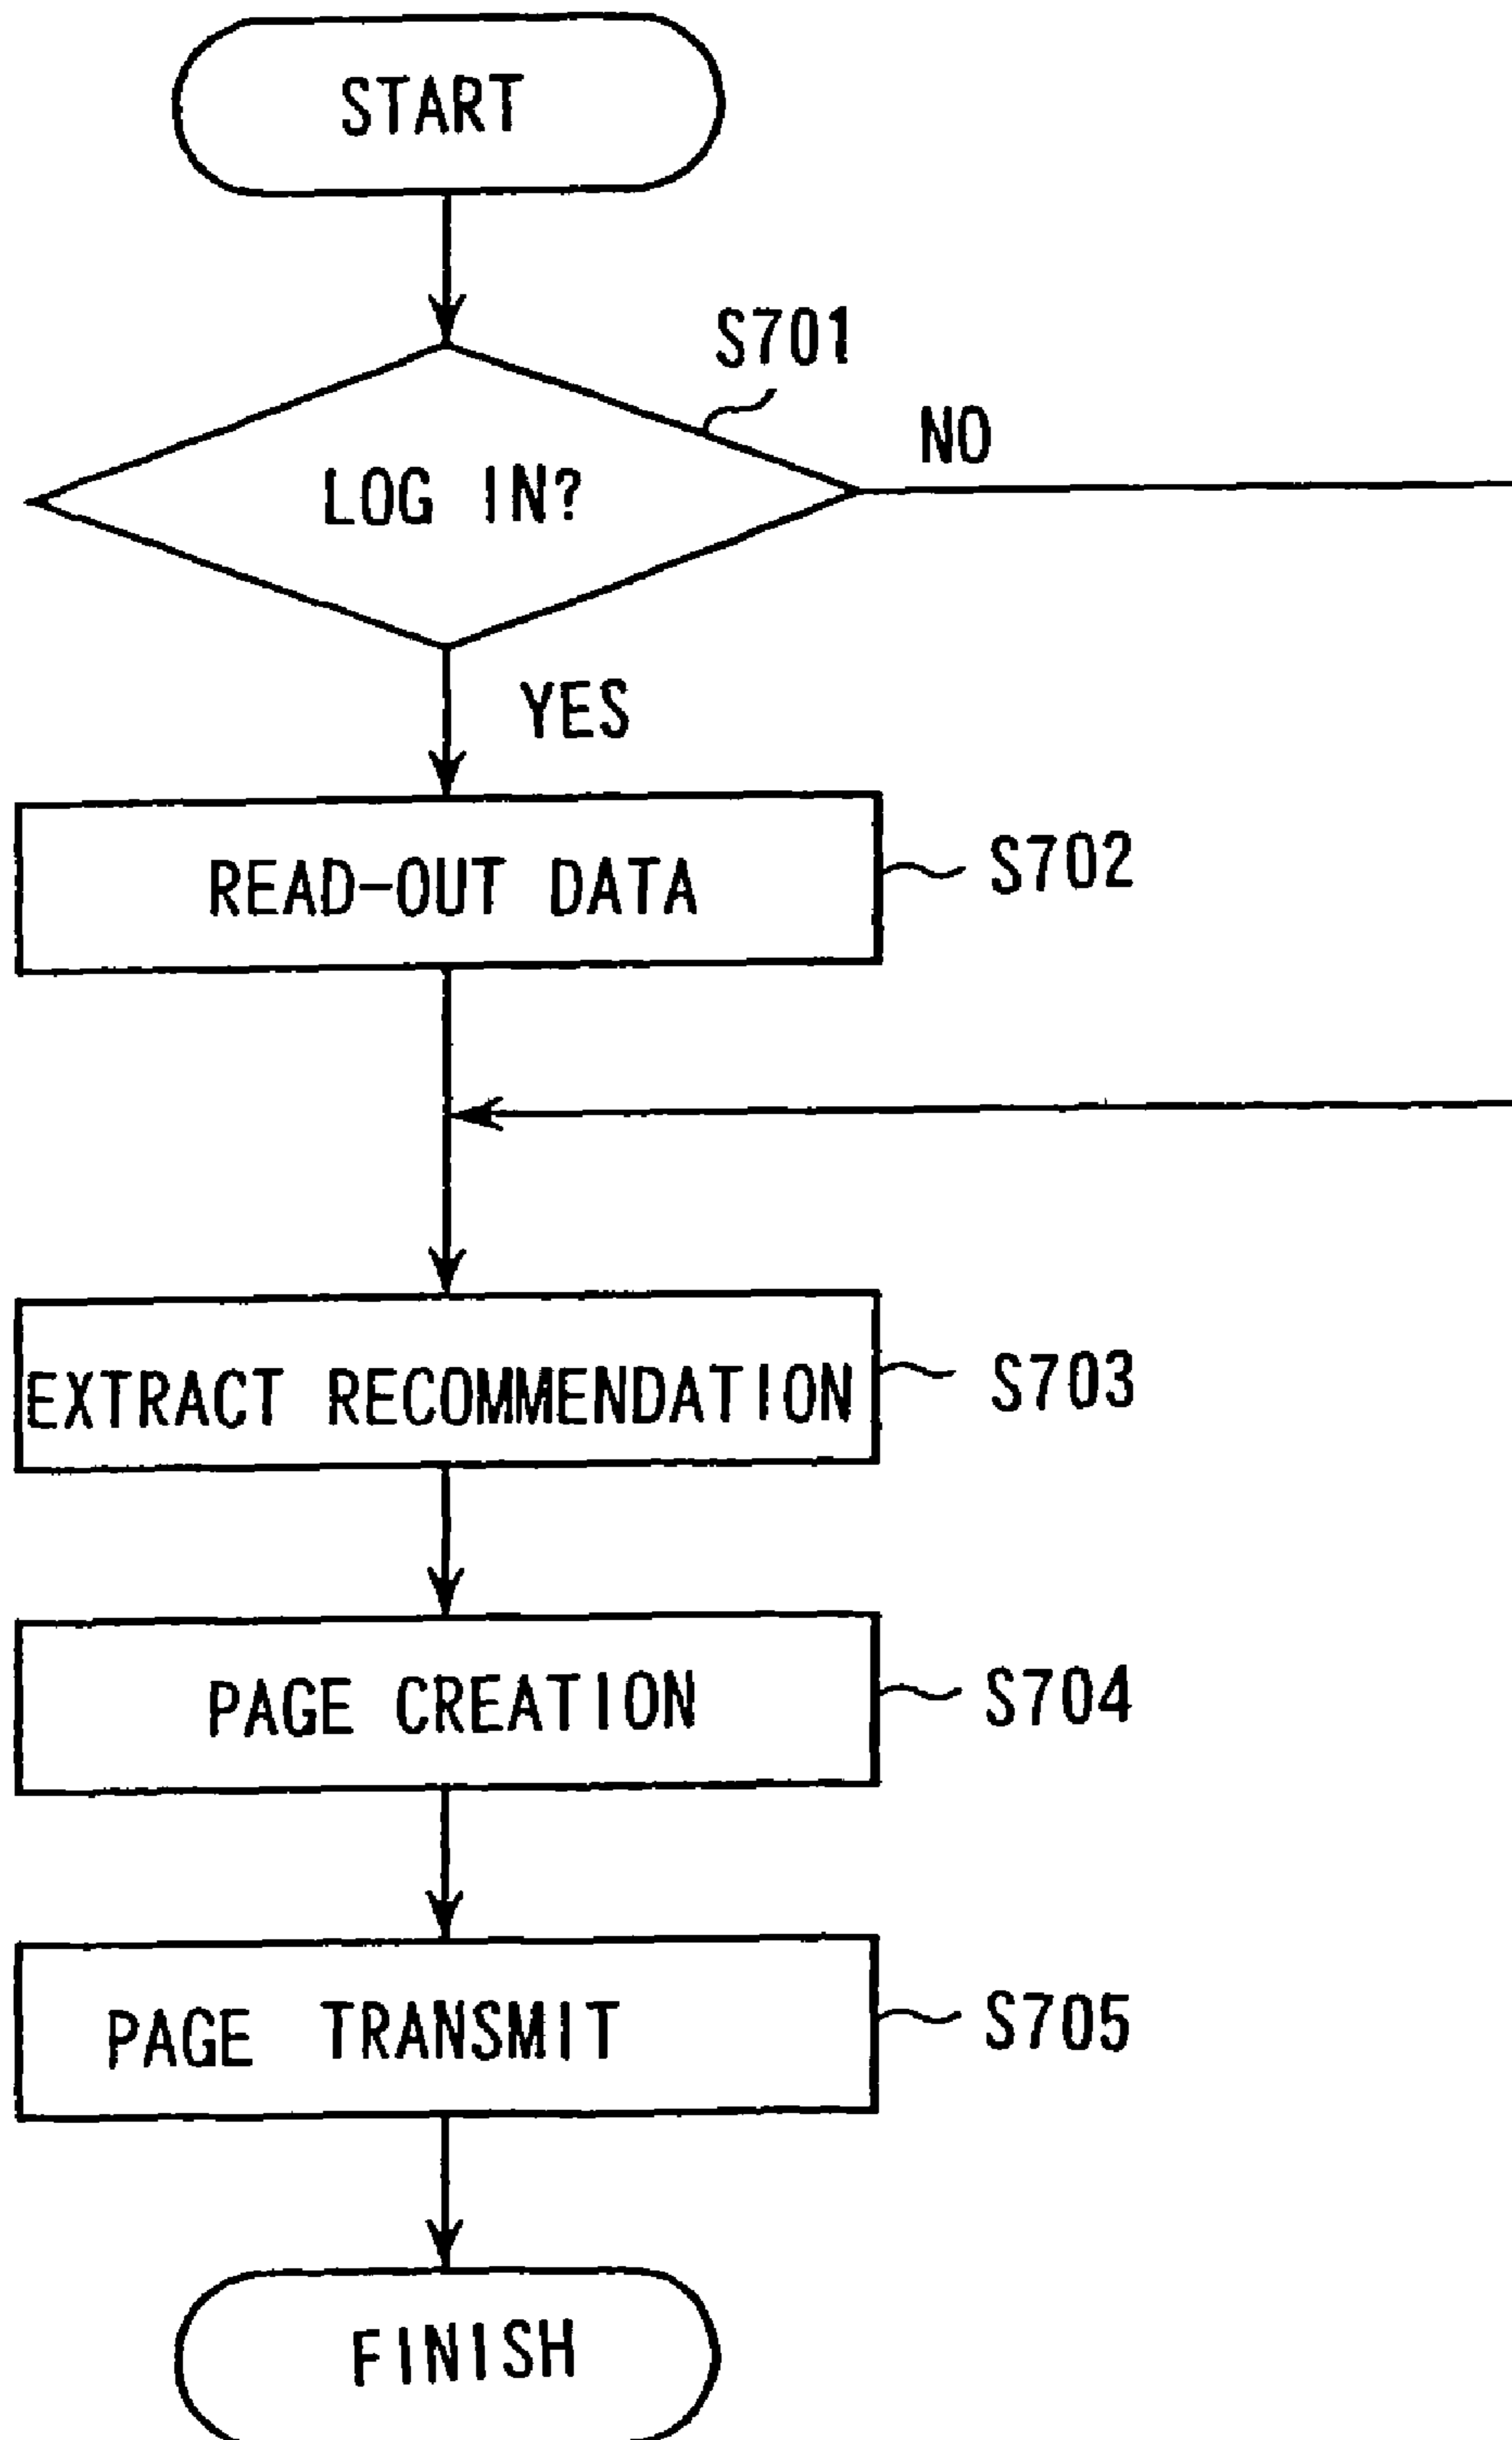 START
S701
NO
LOG IN?
YES
READ-OUT DATA
S702
EXTRACT RECOMMENDATION
S703
PAGE CREATION
S704
PAGE TRANSMIT
S705
FINISH